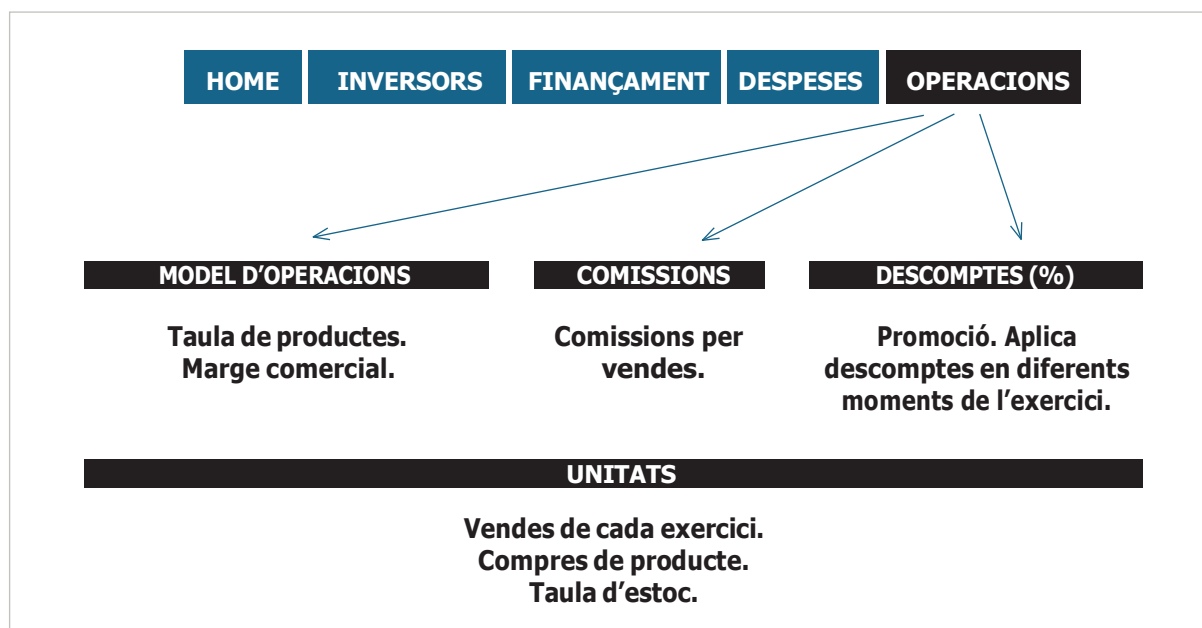 HOME INVERSORS FINANÇAMENT DESPESES OPERACIONS
MODEL D’OPERACIONS
Taula de productes.
Marge comercial.
COMISSIONS
Comissions per
vendes.
DESCOMPTES (%)
Promoció. Aplica
descomptes en diferents
moments de l’exercici.
UNITATS
Vendes de cada exercici.
Compres de producte.
Taula d’estoc.